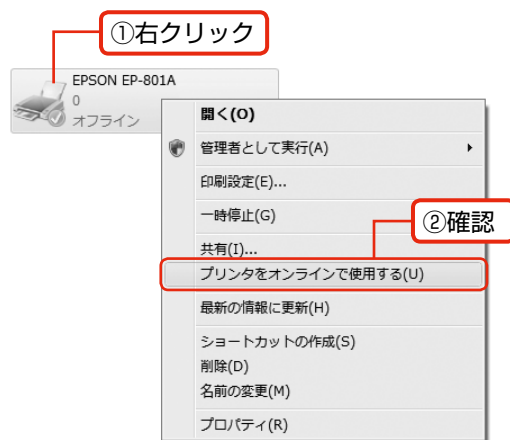 ①右クリック
EPSON EP-801A
0
オフライン
開く(O)
管理者として実行(A)
印刷設定(E)...
一時停止(G)
②確認
共有(I)...
プリンタをオンラインで使用する(U)
最新の情報に更新(H)
ショートカットの作成(S)
削除(D)
名前の変更(M)
プロパティ(R)